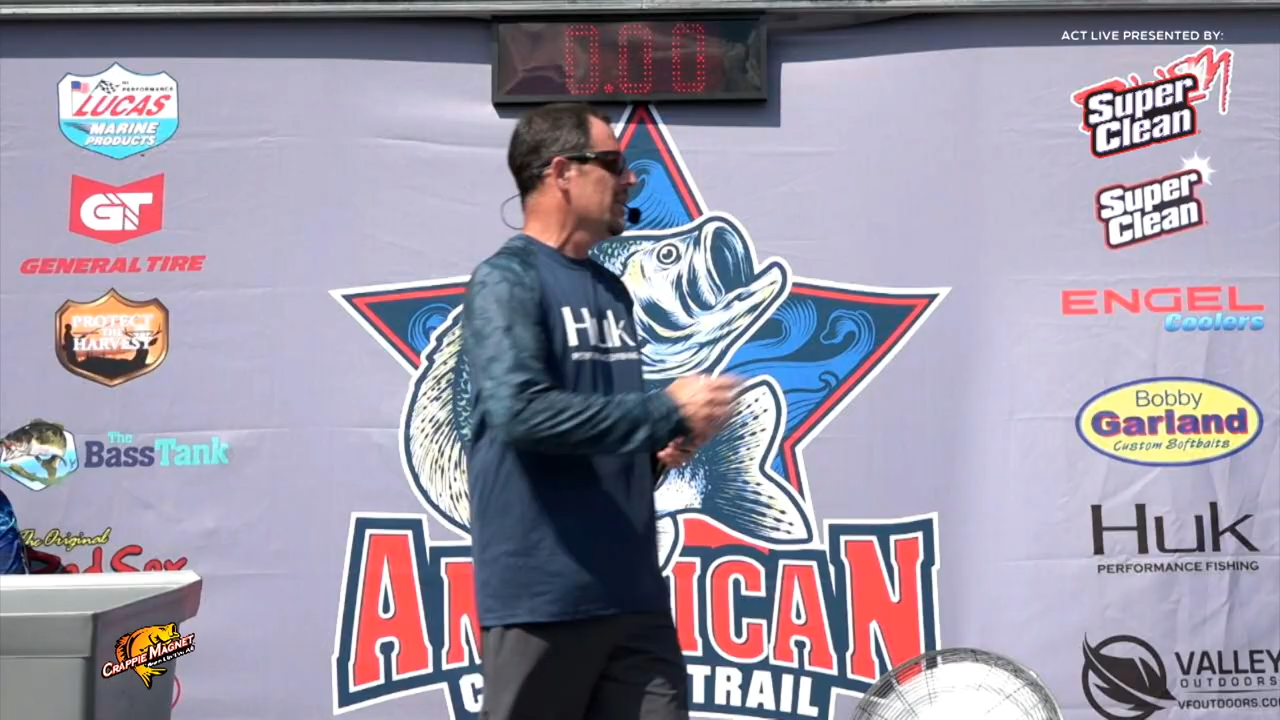 0.00
ACT LIVE PRESENTED BY:
PERFORMANCE
LUCAS
MARINE
PRODUCTS
GT
GENERAL TIRE
PROTECT
THE
HARVEST
The
BassTank
The Original
Super
Clean
Super
Clean
ENGEL
Coolers
Bobby
Garland
Custom Softbaits
Huk
PERFORMANCE FISHING
VALLEY
OUTDOORS
VFOUTDOORS.CO
Huk
TRAIL
CRAPPIE MAGNET